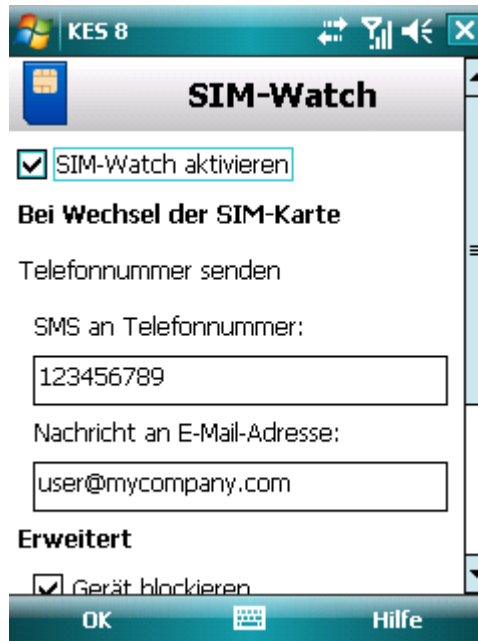 KES 8
SIM-Watch
SIM-Watch aktivieren
Bei Wechsel der SIM-Karte
Telefonnummer senden
SMS an Telefonnummer:
123456789
Nachricht an E-Mail-Adresse:
user@mycompany.com
Erweitert
Gerät blockieren
OK
Hilfe